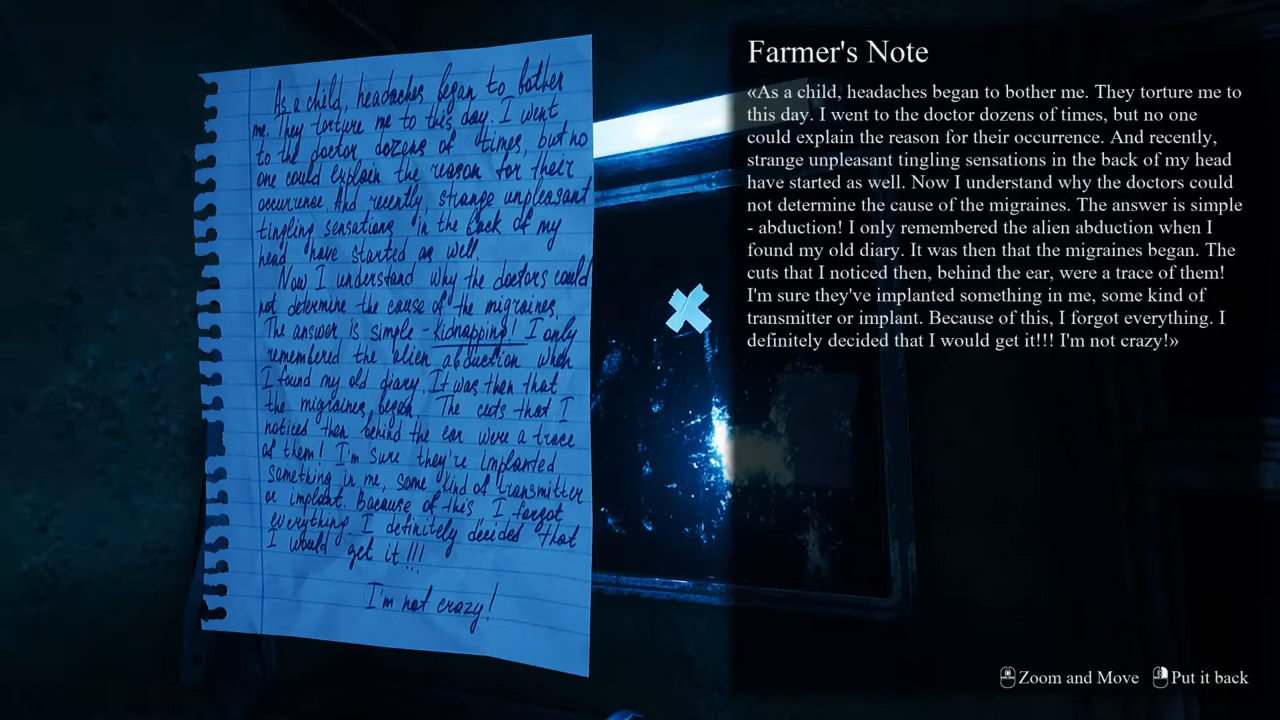 As a child, headaches began to bother
me. They torture me to this day. I went
to the doctor dozens of times, but no
one could explain the reason for their
occurrence. And recently, strange unpleasant
tingling sensations in the back of my
head have started as well.
Now I understand why the doctors could
not determine the cause of the migraines.
The answer is simple - kidnapping! I only
remembered the alien abduction when
I found my old diary. It was then that
the migraines began. The cuts that I
noticed then behind the ear were a trace
of them! I'm sure they're implanted
something in me, some kind of transmitter
or implant. Because of this I forgot
everything. I definitely decided that
I would get it!!!
I'm not crazy!
Farmer's Note
«As a child, headaches began to bother me. They torture me to
this day. I went to the doctor dozens of times, but no one
could explain the reason for their occurrence. And recently,
strange unpleasant tingling sensations in the back of my head
have started as well. Now I understand why the doctors could
not determine the cause of the migraines. The answer is simple
- abduction! I only remembered the alien abduction when I
found my old diary. It was then that the migraines began. The
cuts that I noticed then, behind the ear, were a trace of them!
I'm sure they've implanted something in me, some kind of
transmitter or implant. Because of this, I forgot everything. I
definitely decided that I would get it!!! I'm not crazy!»
Zoom and Move Put it back